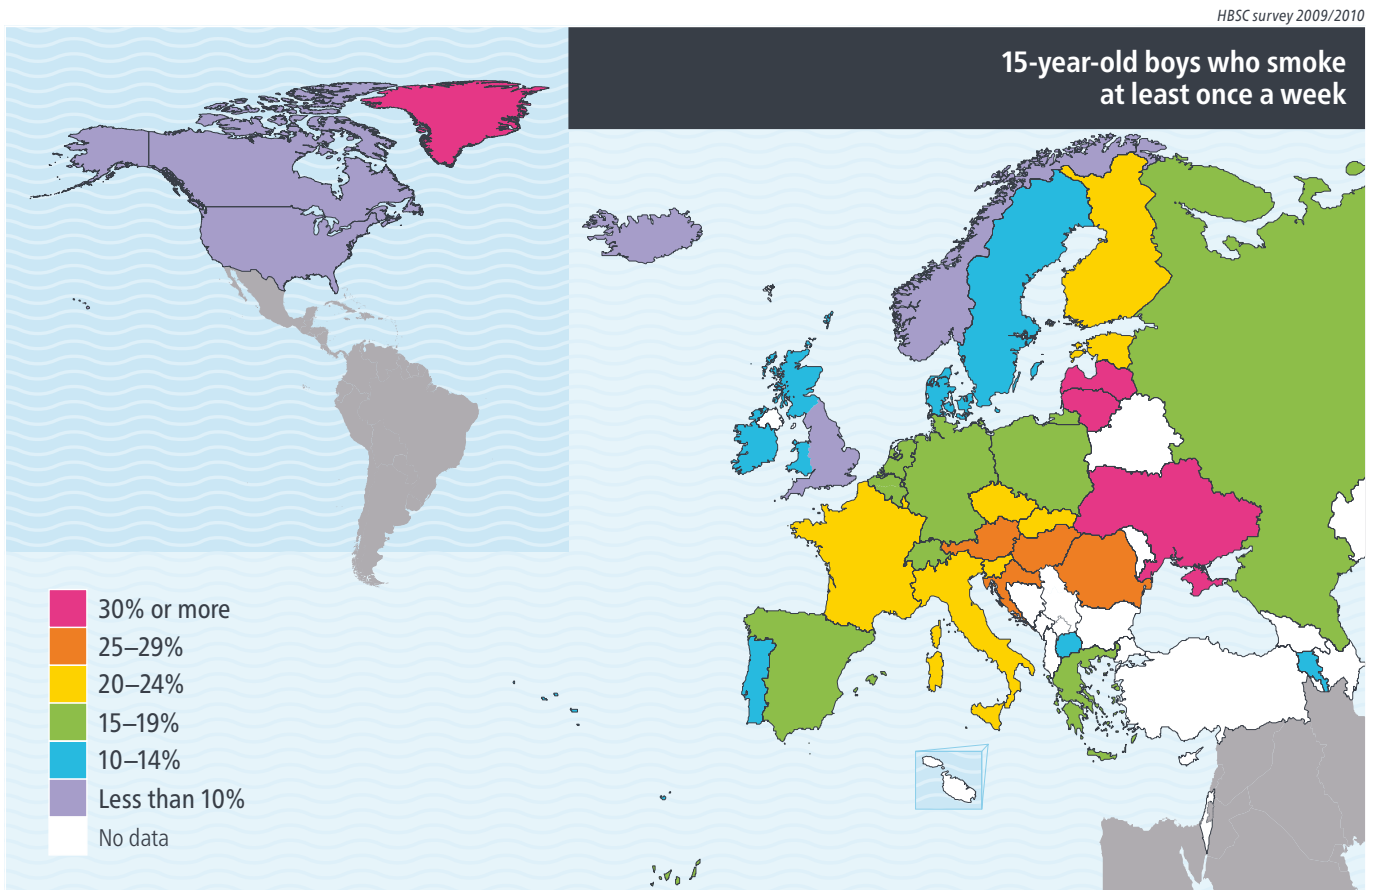 HBSC survey 2009/2010
15-year-old boys who smoke
at least once a week
30% or more
25–29%
20–24%
15–19%
10–14%
Less than 10%
No data